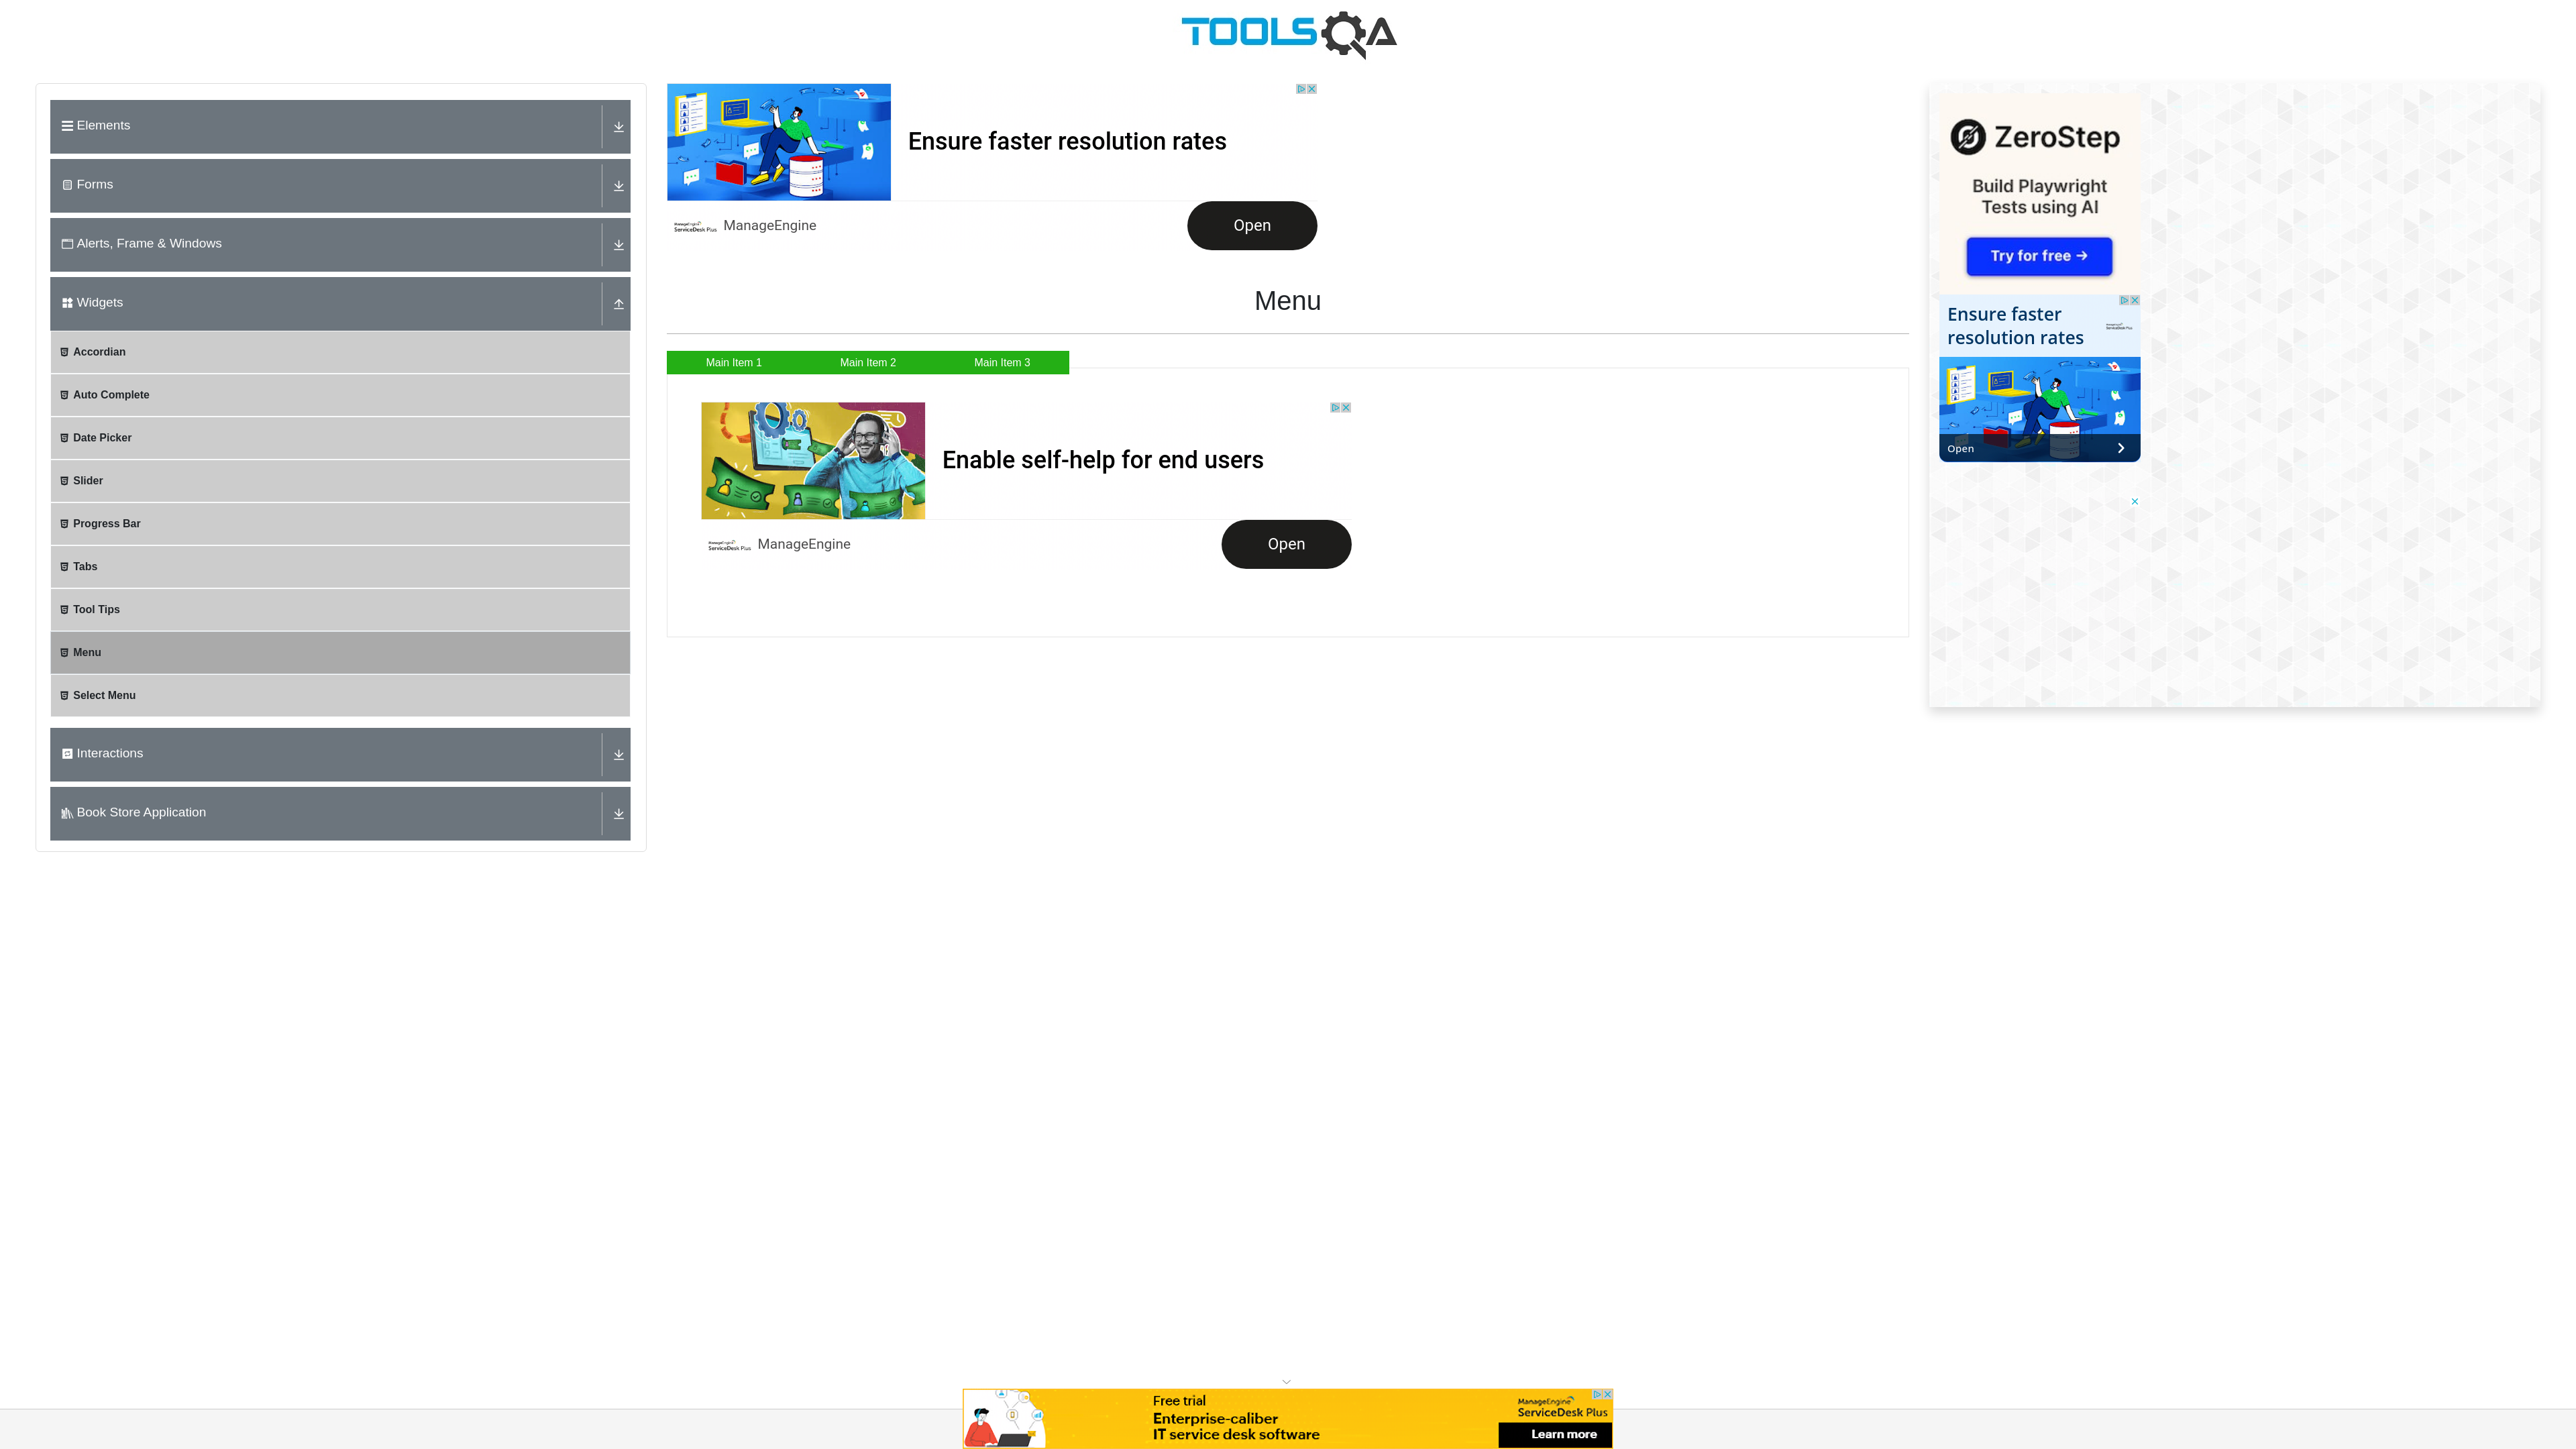 TOOLSQA
Elements
Forms
Alerts, Frame & Windows
Widgets
Accordian
Auto Complete
Date Picker
Slider
Progress Bar
Tabs
Tool Tips
Menu
Select Menu
Interactions
Book Store Application
Ensure faster resolution rates
ManageEngine
ServiceDesk Plus
ManageEngine
Open
Menu
Main Item 1
Main Item 2
Main Item 3
Enable self-help for end users
ManageEngine
ServiceDesk Plus
ManageEngine
Open
ZeroStep
Build Playwright
Tests using AI
Try for free →
Ensure faster
resolution rates
Open
Free trial
Enterprise-caliber
IT service desk software
ManageEngine
ServiceDesk Plus
Learn more